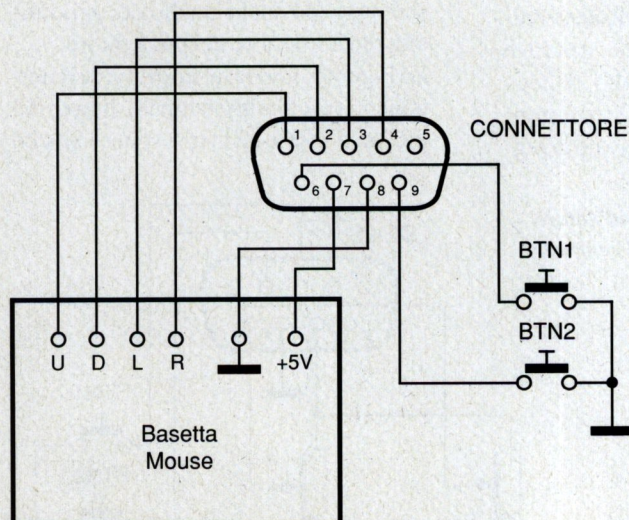 1 2 3 4 5
CONNETTORE
6 7 8 9
BTN1
BTN2
U D L R +5V
Basetta
Mouse